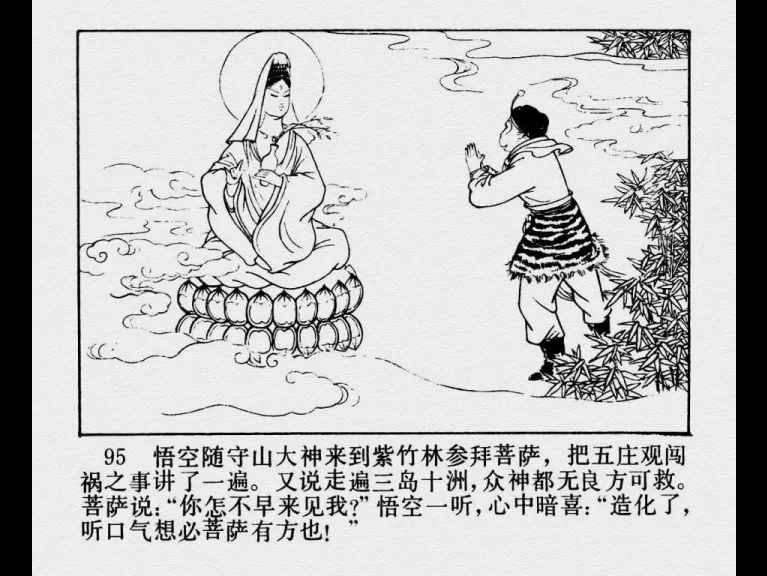 95 悟空随守山大神来到紫竹林参拜菩萨，把五庄观闯
祸之事讲了一遍。又说走遍三岛十洲，众神都无良方可救。
菩萨说：“你怎不早来见我？”悟空一听，心中暗喜：“造化了，
听口气想必菩萨有方也！”